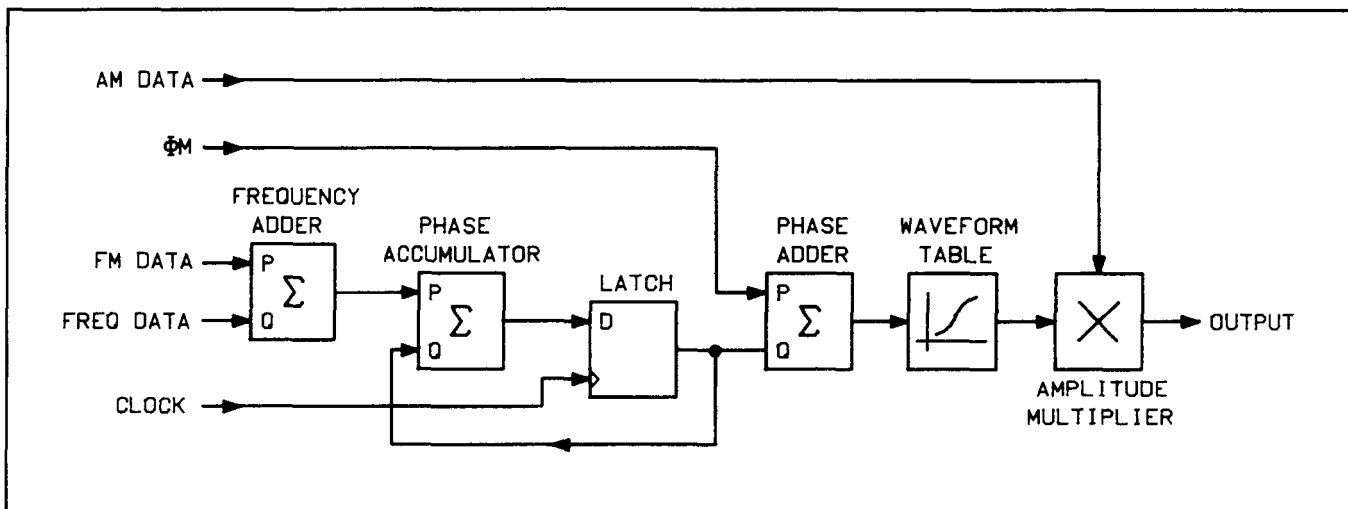 AM DATA
ΦM
FREQUENCY
ADDER
PHASE
ACCUMULATOR
PHASE
ADDER
WAVEFORM
TABLE
FM DATA
P
Σ
Q
FREQ DATA
P
Σ
Q
LATCH
D
P
Σ
Q
OUTPUT
CLOCK
AMPLITUDE
MULTIPLIER